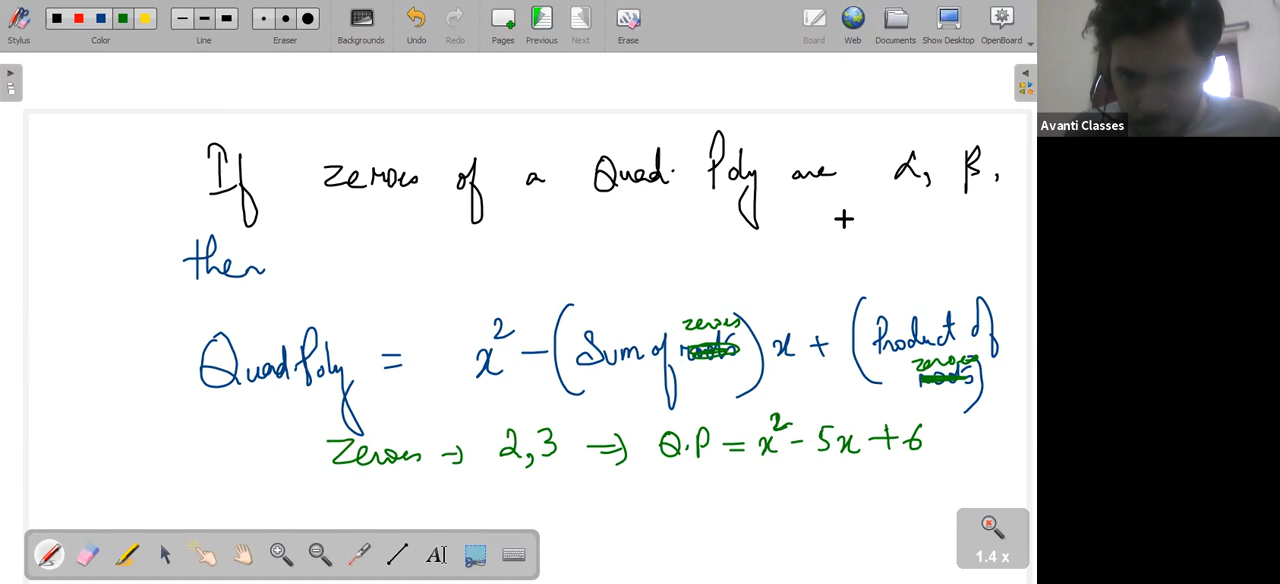 Stylus Color Line Eraser Backgrounds Undo Redo Pages Previous Next Erase Board Web Documents Show Desktop OpenBoard
Avanti Classes
If zeroes of a Quad. Poly are α, β,
then
Quad Poly = x² - (Sum of zeroes) x + (Product of zeroes)
zeroes → 2, 3 ⇒ Q.P = x² - 5x + 6
1.4 x